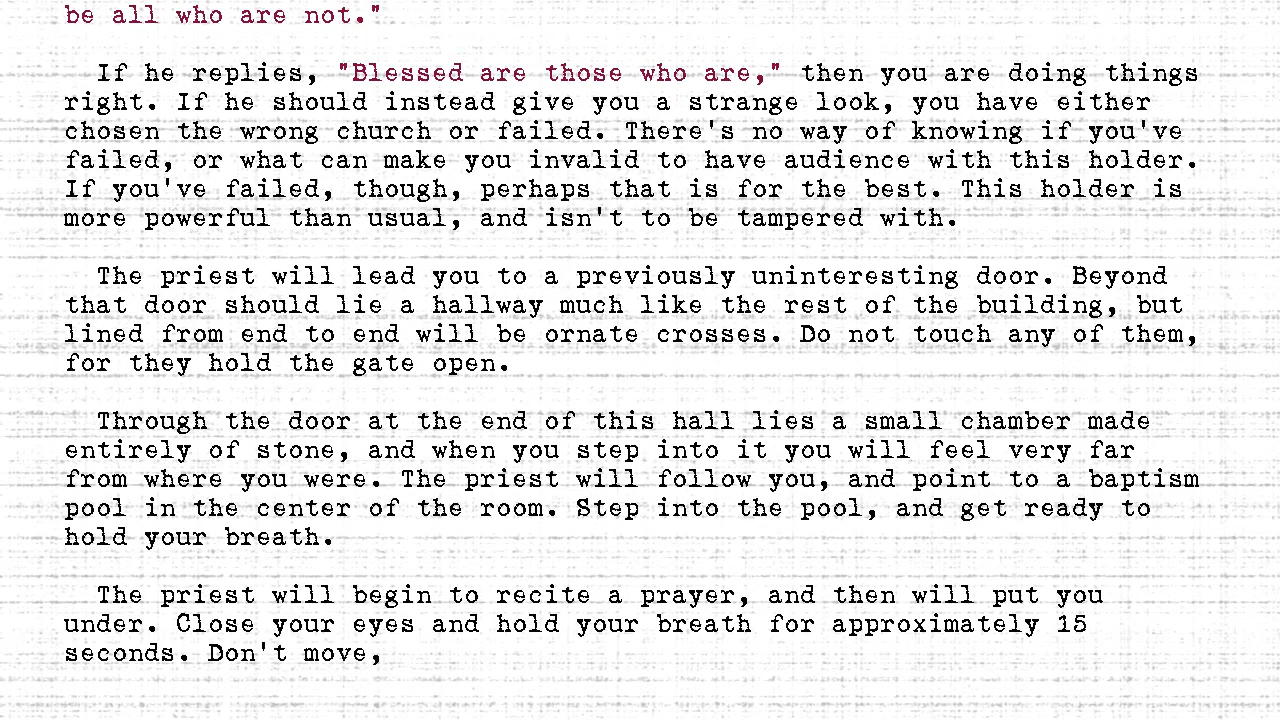 be all who are not."
If he replies, "Blessed are those who are," then you are doing things
right. If he should instead give you a strange look, you have either
chosen the wrong church or failed. There's no way of knowing if you've
failed, or what can make you invalid to have audience with this holder.
If you've failed, though, perhaps that is for the best. This holder is
more powerful than usual, and isn't to be tampered with.
The priest will lead you to a previously uninteresting door. Beyond
that door should lie a hallway much like the rest of the building, but
lined from end to end will be ornate crosses. Do not touch any of them,
for they hold the gate open.
Through the door at the end of this hall lies a small chamber made
entirely of stone, and when you step into it you will feel very far
from where you were. The priest will follow you, and point to a baptism
pool in the center of the room. Step into the pool, and get ready to
hold your breath.
The priest will begin to recite a prayer, and then will put you
under. Close your eyes and hold your breath for approximately 15
seconds. Don't move,